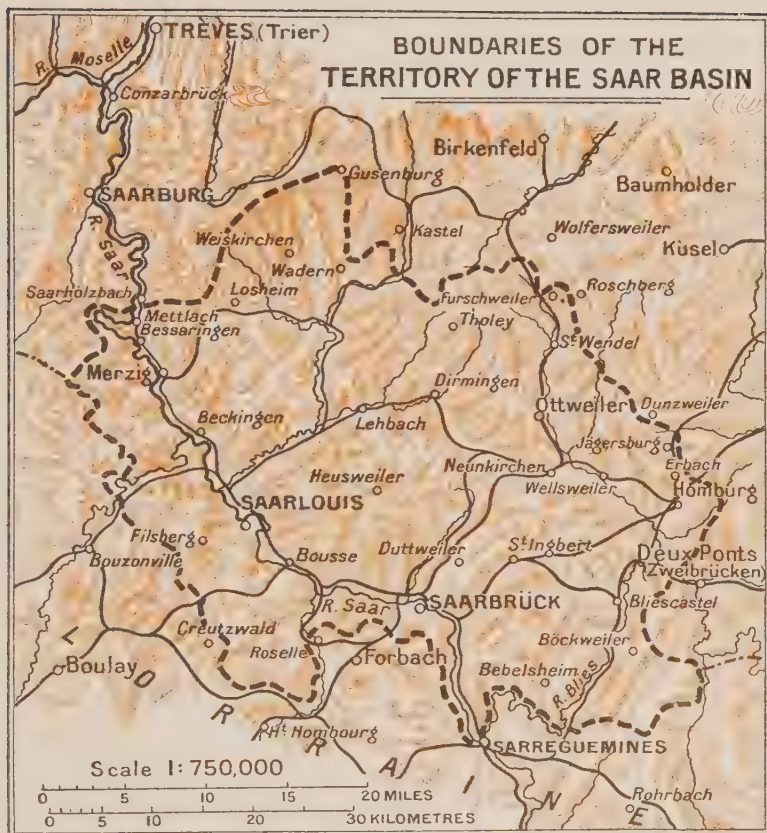 BOUNDARIES OF THE
TERRITORY OF THE SAAR BASIN
TREVES (Trier)
R. Moselle
Conzarbrück
SAARBURG
R. Saar
Gusenburg
Birkenfeld
Baumholder
Weiskirchen
Kastel
Wolfersweiler
Kusel
Wadern
Saarhölzbach
Losheim
Furschweiler
Roschberg
Mettlach
Bessaringen
Tholey
St. Wendel
Merzig
Dirmingen
Ottweiler
Dunzweiler
Beckingen
Lehbach
Jägersburg
Erbach
Heusweiler
Neunkirchen
Wellsweiler
Homburg
SAARLOUIS
Filsberg
Bouzonville
Bousse
Duttweiler
St. Ingbert
Deux Ponts
(Zweibrücken)
R. Saar
SAARBRÜCK
Bliescastel
Creutzwald
Roselle
Forbach
Böckweiler
Boulay
Bebelsheim
R. Blies
Ht. Hombourg
SARREGUEMINES
LORRAINE
Rohrbach
Scale 1: 750,000
0 5 10 15 20 MILES
0 5 10 20 30 KILOMETRES